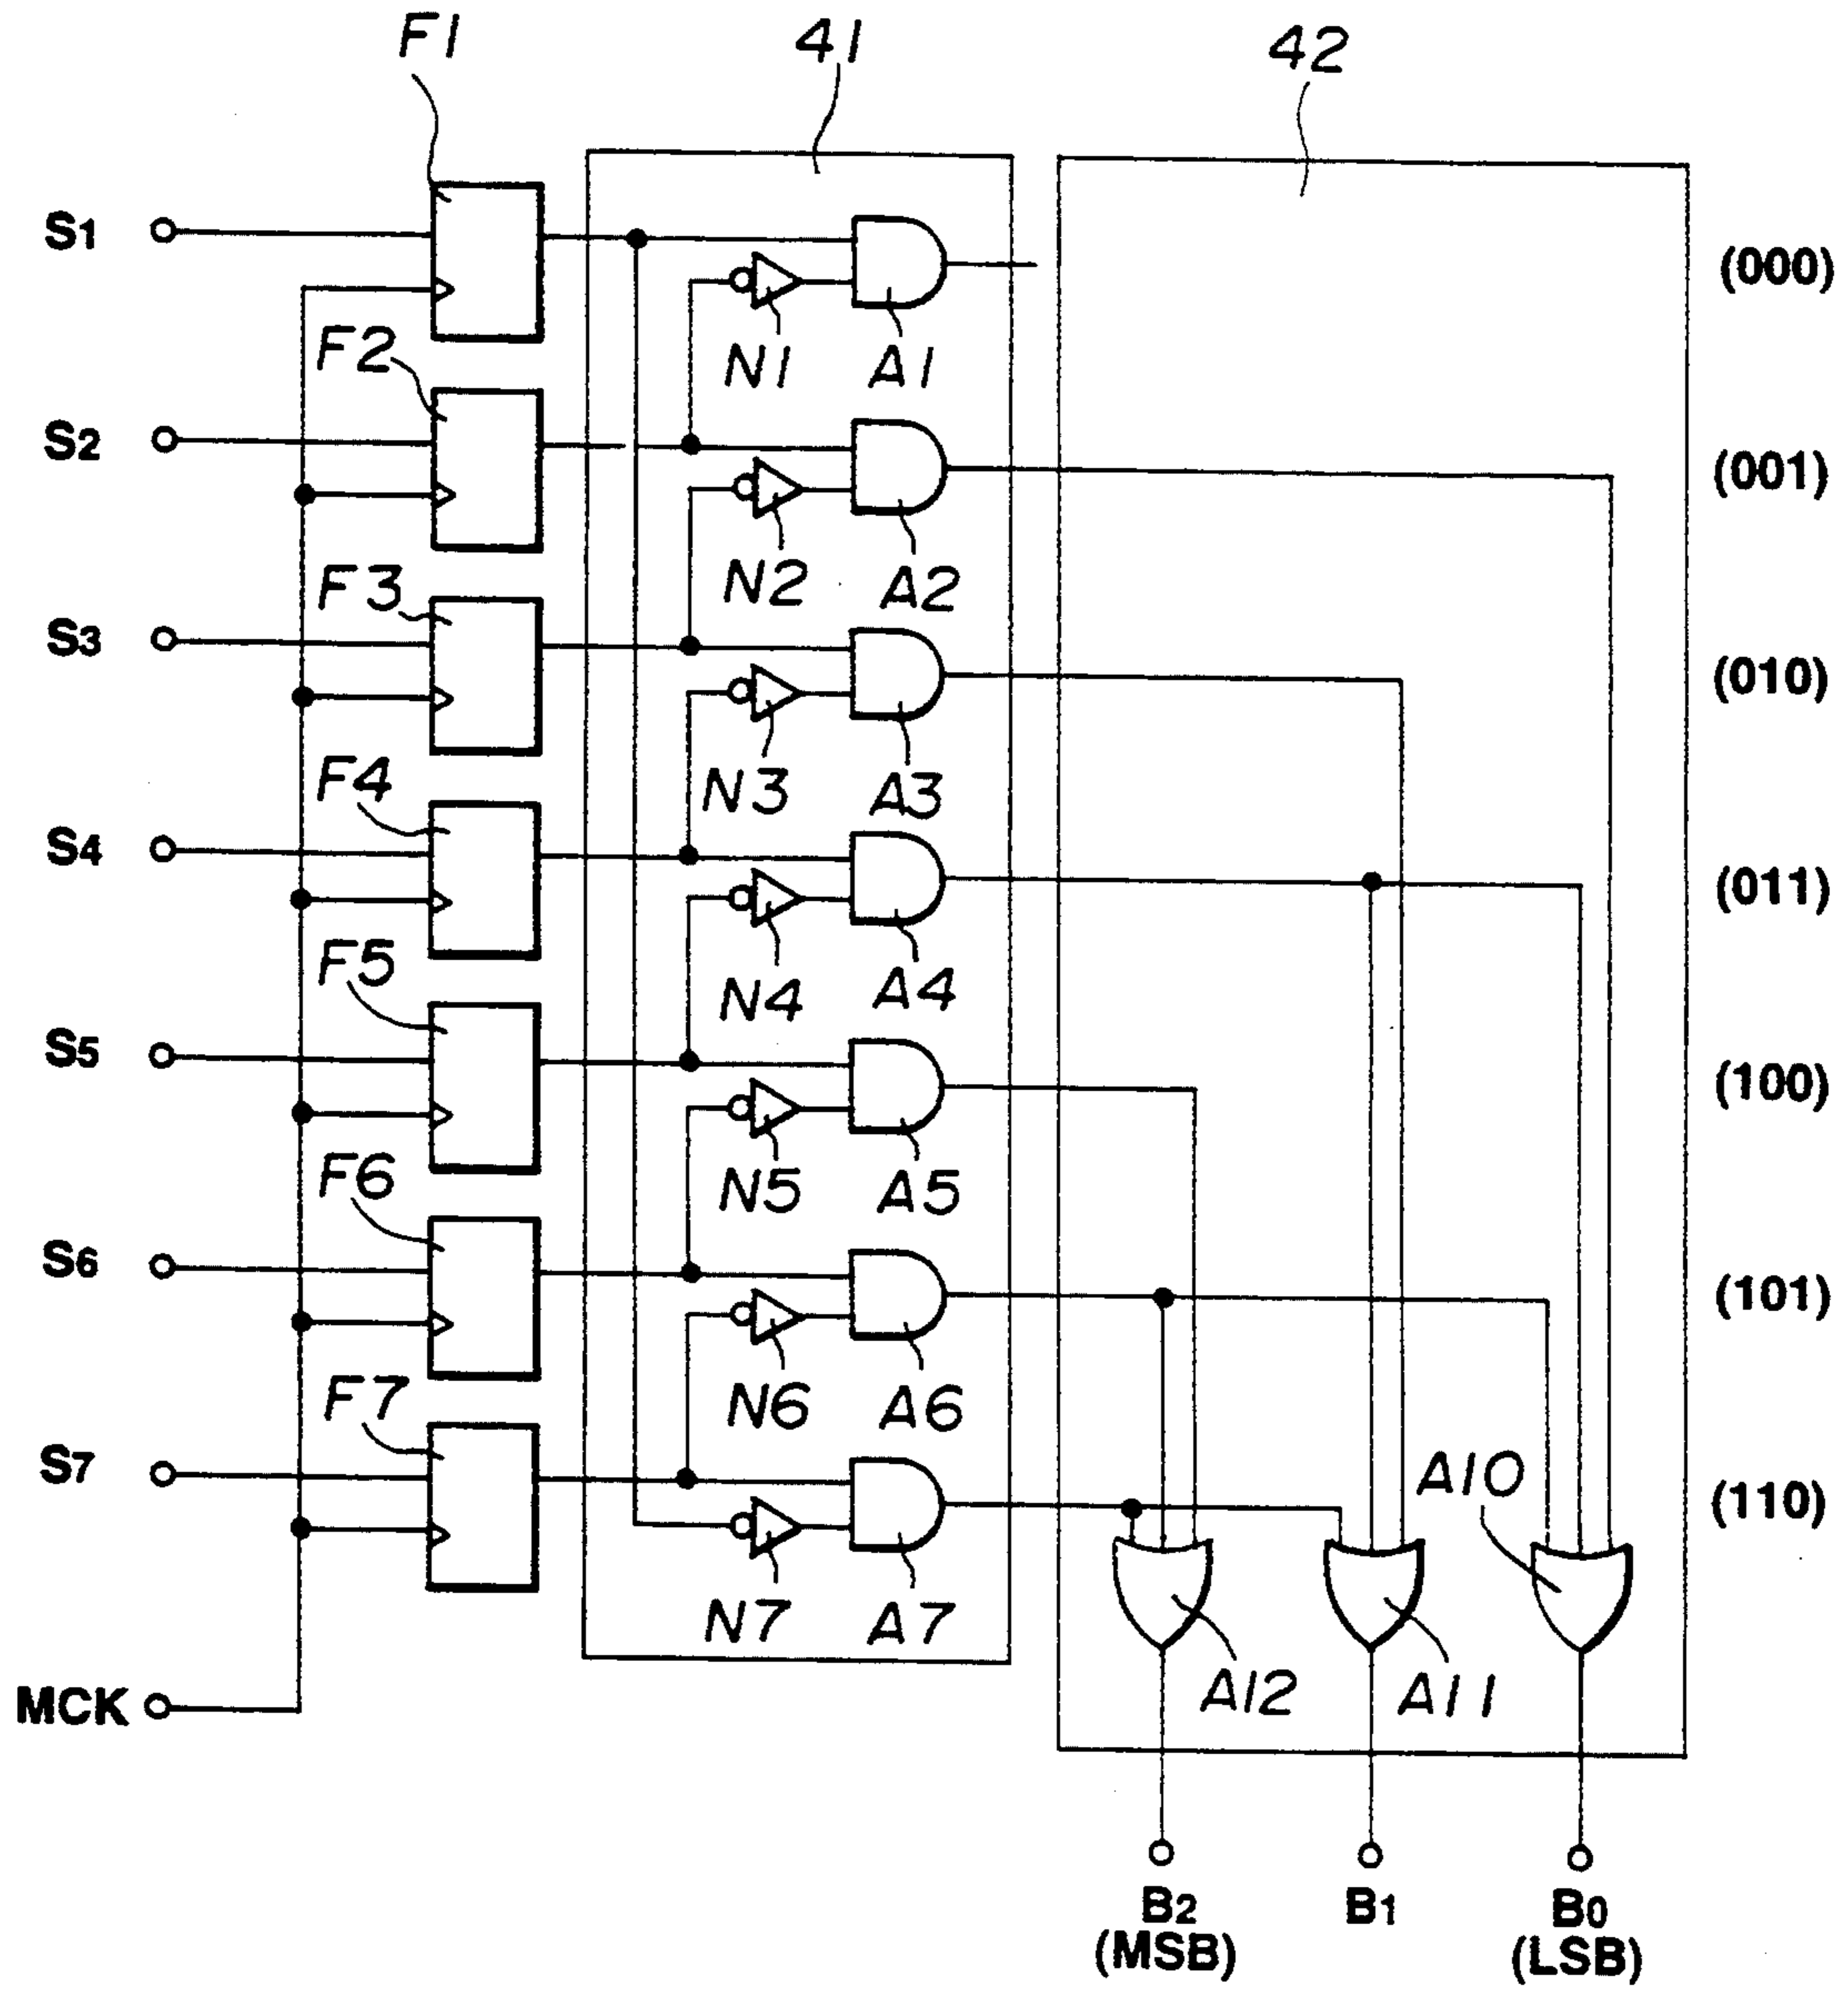 F1
41
42
S1
(000)
N1
A1
F2
S2
(001)
N2
A2
F3
S3
(010)
N3
A3
F4
S4
(011)
N4
A4
F5
S5
(100)
N5
A5
F6
S6
(101)
N6
A6
F7
S7
A10
(110)
N7
A7
A12
A11
MCK
B2
(MSB)
B1
B0
(LSB)